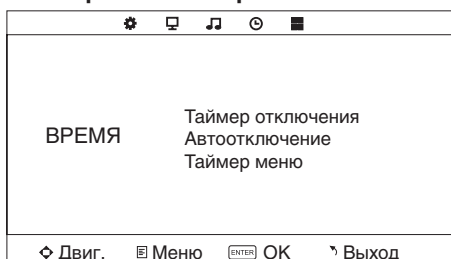 ВРЕМЯ
Таймер отключения
Автоотключение
Таймер меню
Двиг. Меню ENTER OK Выход